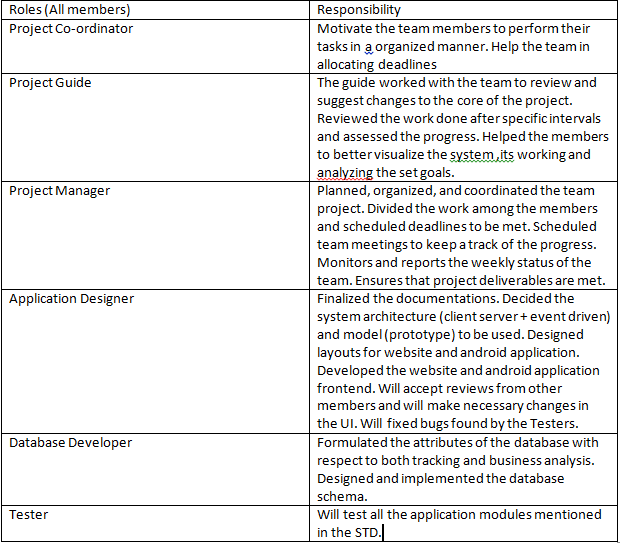 Roles (All members)
Responsibility
Project Co-ordinator
Motivate the team members to perform their
tasks in a organized manner. Help the team in
allocating deadlines
Project Guide
The guide worked with the team to review and
suggest changes to the core of the project.
Reviewed the work done after specific intervals
and assessed the progress. Helped the members
to better visualize the system ,its working and
analyzing the set goals.
Project Manager
Planned, organized, and coordinated the team
project. Divided the work among the members
and scheduled deadlines to be met. Scheduled
team meetings to keep a track of the progress.
Monitors and reports the weekly status of the
team. Ensures that project deliverables are met.
Application Designer
Finalized the documentations. Decided the
system architecture (client server + event driven)
and model (prototype) to be used. Designed
layouts for website and android application.
Developed the website and android application
frontend. Will accept reviews from other
members and will make necessary changes in
the UI. Will fixed bugs found by the Testers.
Database Developer
Formulated the attributes of the database with
respect to both tracking and business analysis.
Designed and implemented the database
schema.
Tester
Will test all the application modules mentioned
in the STD.